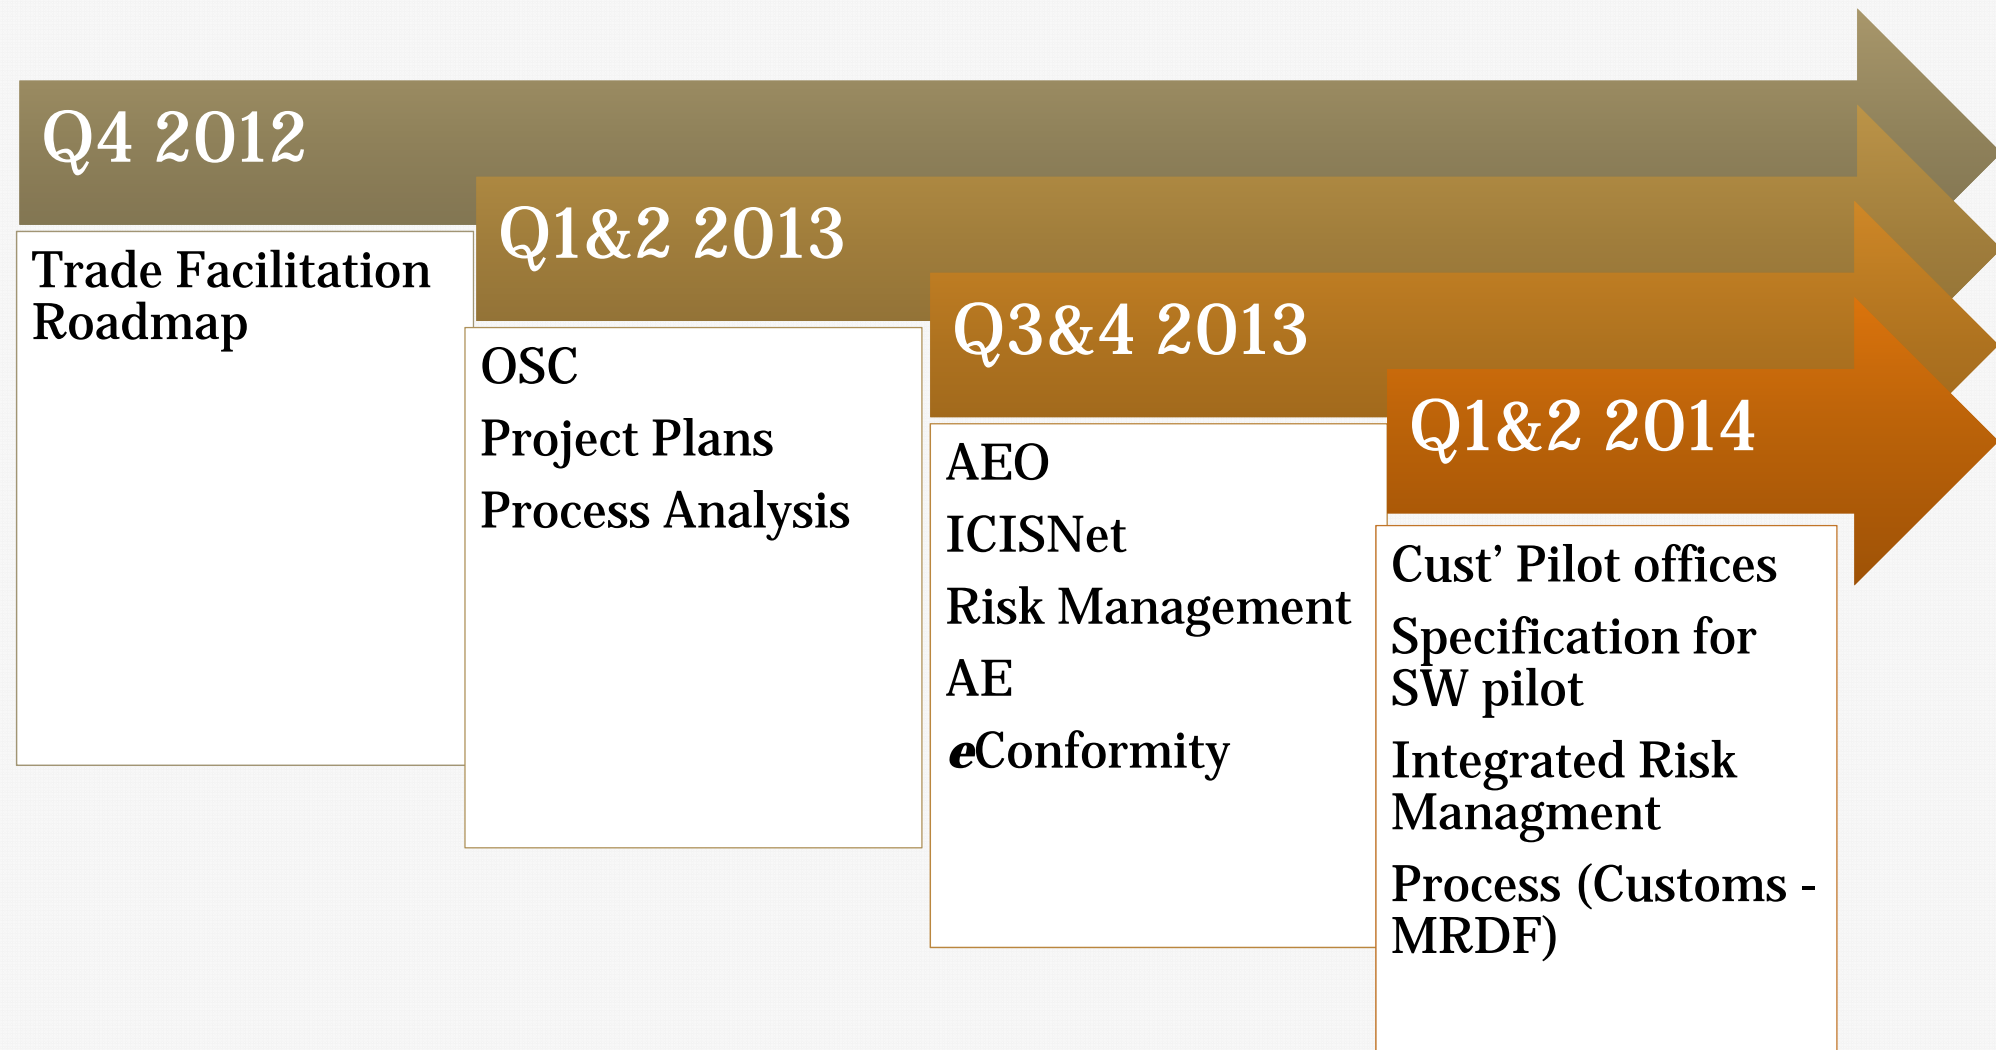 Q4 2012
Trade Facilitation
Roadmap
Q1&2 2013
OSC
Project Plans
Process Analysis
Q3&4 2013
AEO
ICISNet
Risk Management
AE
eConformity
Q1&2 2014
Cust’ Pilot offices
Specification for
SW pilot
Integrated Risk
Managment
Process (Customs -
MRDF)